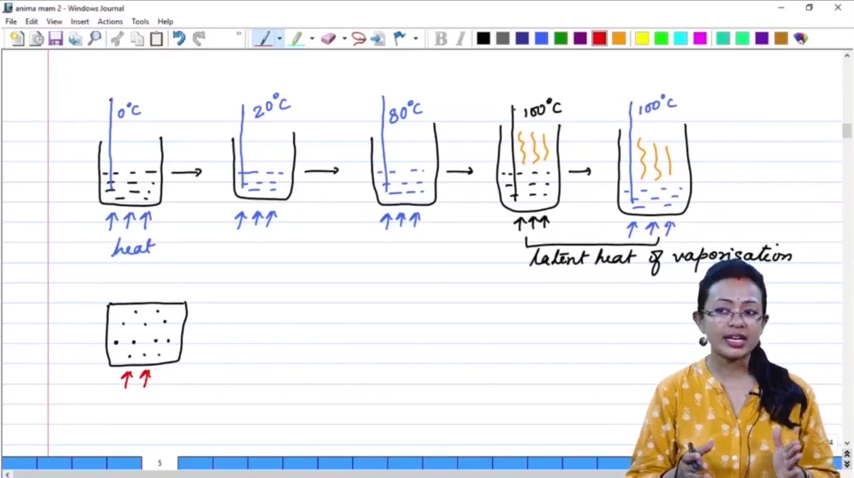 anima mam 2 - Windows Journal
File Edit View Insert Actions Tools Help
B I
0°C
20°C
80°C
100°C
100°C
heat
latent heat of vaporisation
5